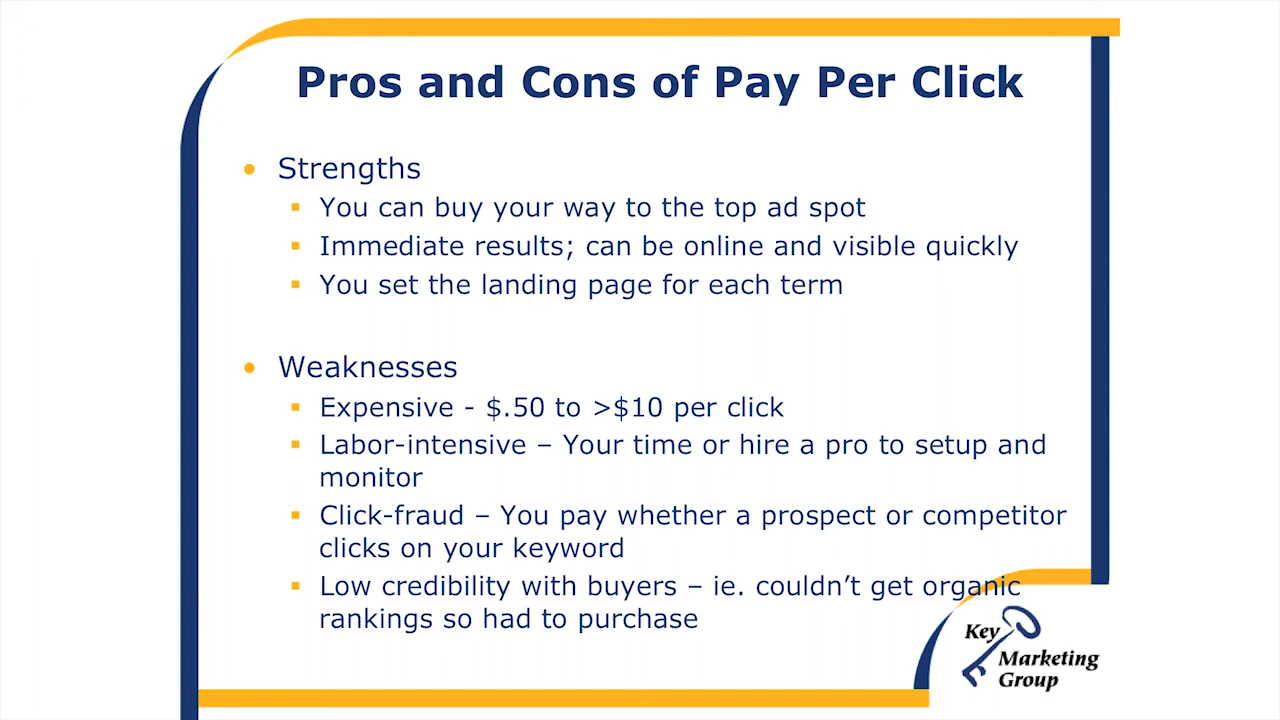 Pros and Cons of Pay Per Click
• Strengths
▪ You can buy your way to the top ad spot
▪ Immediate results; can be online and visible quickly
▪ You set the landing page for each term
• Weaknesses
▪ Expensive - $.50 to >$10 per click
▪ Labor-intensive – Your time or hire a pro to setup and
monitor
▪ Click-fraud – You pay whether a prospect or competitor
clicks on your keyword
▪ Low credibility with buyers – ie. couldn’t get organic
rankings so had to purchase
Key
Marketing
Group